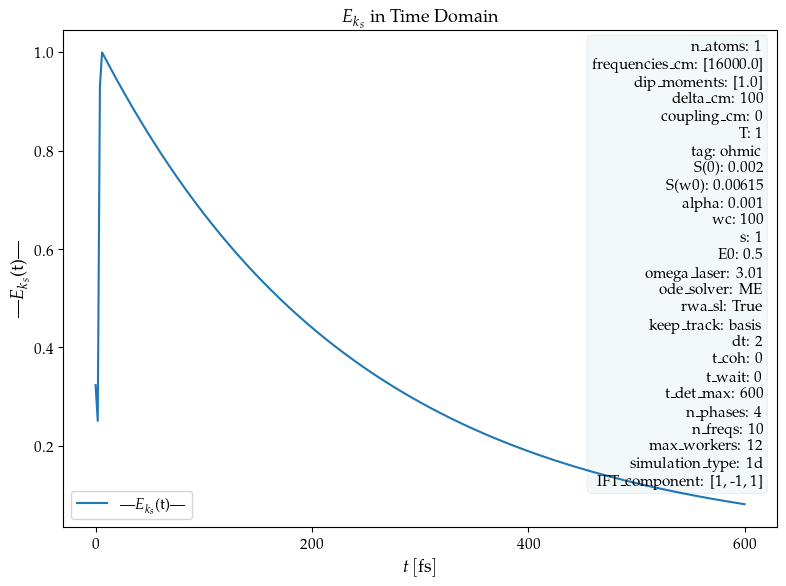 $E_{k_s}$ in Time Domain
n_atoms: 1
frequencies_cm: [16000.0]
dip_moments: [1.0]
delta_cm: 100
coupling_cm: 0
T: 1
tag: ohmic
S(0): 0.002
S(w0): 0.00615
alpha: 0.001
wc: 100
s: 1
E0: 0.5
omega_laser: 3.01
ode_solver: ME
rwa_sl: True
keep_track: basis
dt: 2
t_coh: 0
t_wait: 0
t_det_max: 600
n_phases: 4
n_freqs: 10
max_workers: 12
simulation_type: 1d
IFT_component: [1, -1, 1]
—$E_{k_s}$(t)—
1.0
0.8
0.6
0.4
0.2
—$E_{k_s}$(t)—
0
200
400
600
t [fs]